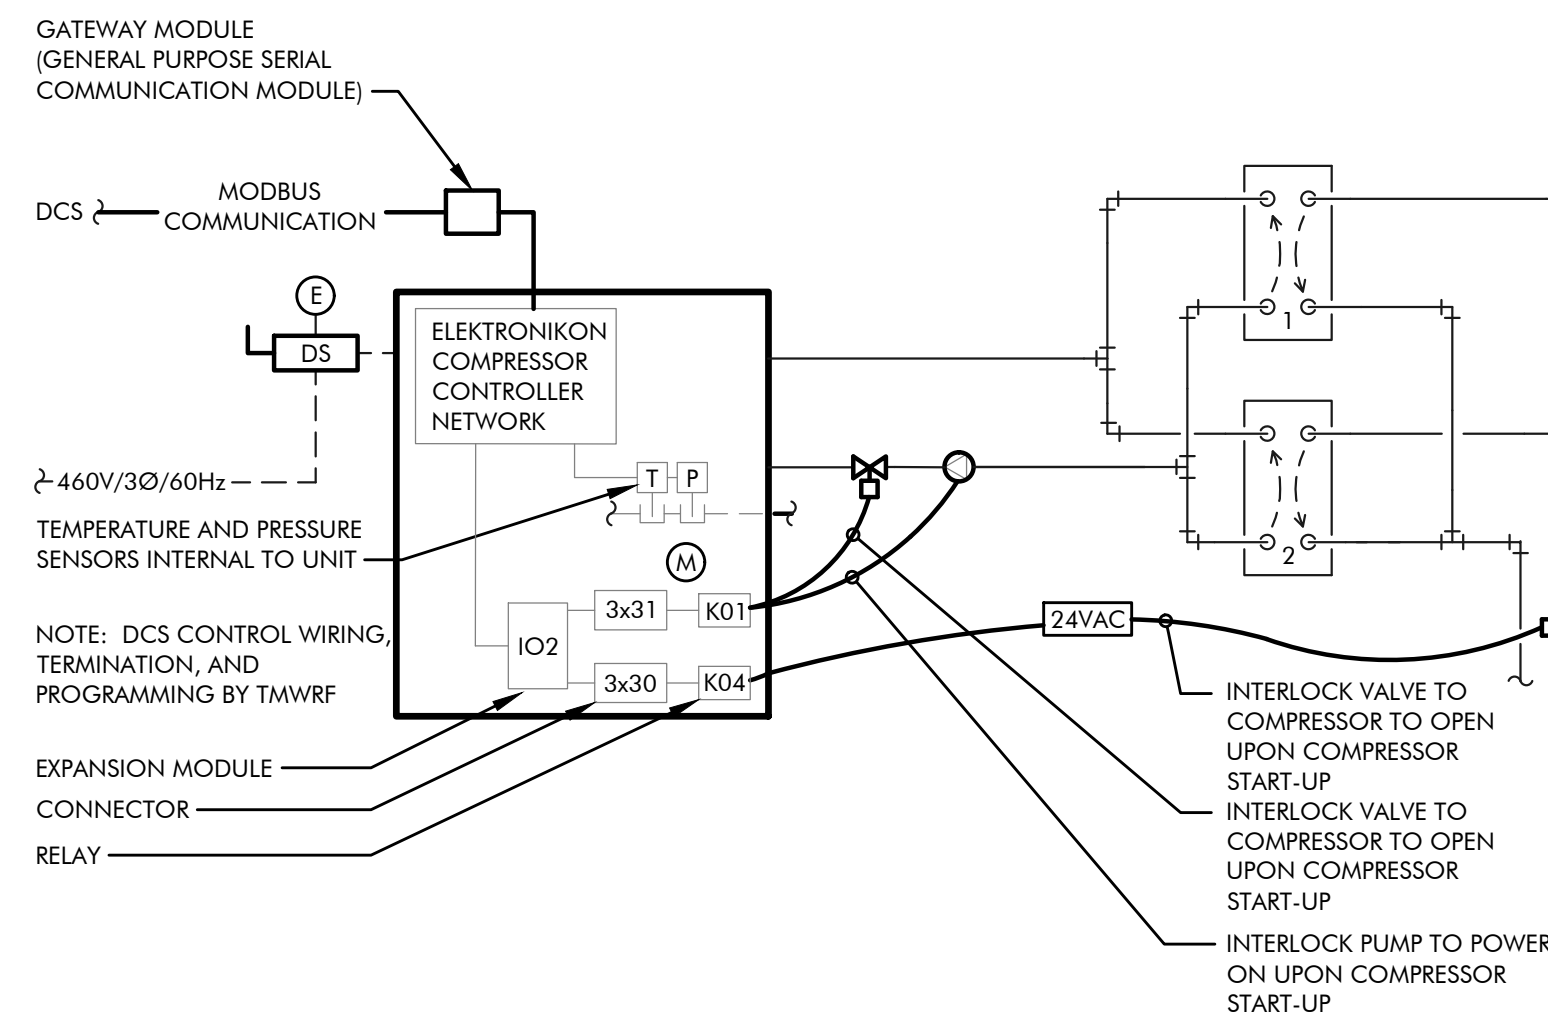 GATEWAY MODULE
(GENERAL PURPOSE SERIAL
COMMUNICATION MODULE)
DCS
MODBUS
COMMUNICATION
E
DS
ELEKTRONIKON
COMPRESSOR
CONTROLLER
NETWORK
1
460V/3Ø/60Hz
T
P
TEMPERATURE AND PRESSURE
SENSORS INTERNAL TO UNIT
M
2
3x31
K01
24VAC
NOTE: DCS CONTROL WIRING,
TERMINATION, AND
PROGRAMMING BY TMWRF
IO2
3x30
K04
INTERLOCK VALVE TO
COMPRESSOR TO OPEN
UPON COMPRESSOR
START-UP
EXPANSION MODULE
CONNECTOR
RELAY
INTERLOCK VALVE TO
COMPRESSOR TO OPEN
UPON COMPRESSOR
START-UP
INTERLOCK PUMP TO POWER
ON UPON COMPRESSOR
START-UP